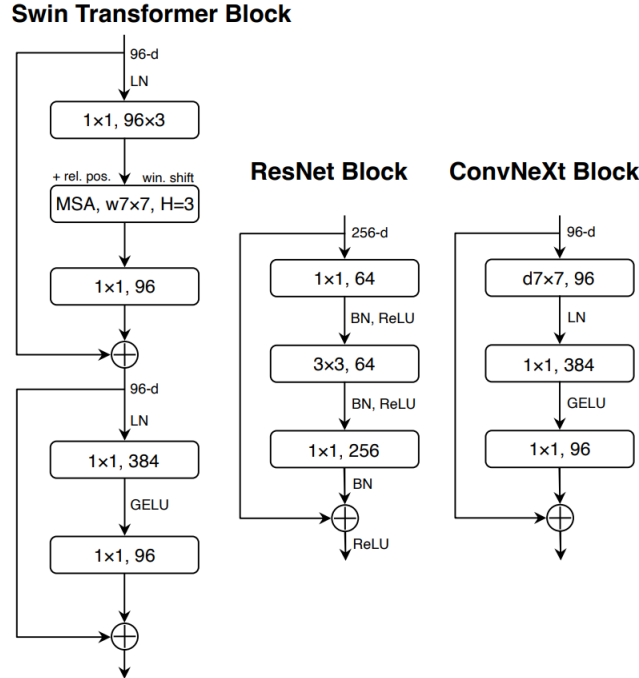 Swin Transformer Block
96-d
LN
1×1, 96×3
+ rel. pos. win. shift
MSA, w7×7, H=3
1×1, 96
96-d
LN
1×1, 384
GELU
1×1, 96
ResNet Block
256-d
1×1, 64
BN, ReLU
3×3, 64
BN, ReLU
1×1, 256
BN
ReLU
ConvNeXt Block
96-d
d7×7, 96
LN
1×1, 384
GELU
1×1, 96